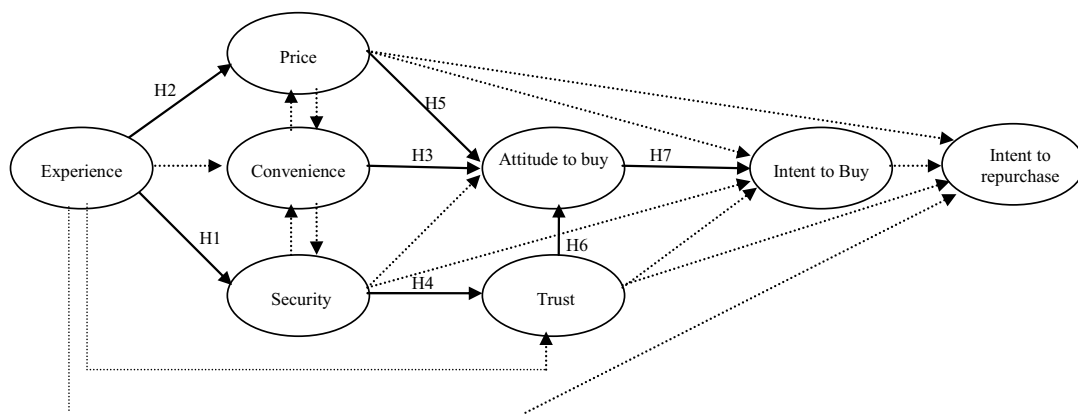 Price
H2
H5
Experience
Convenience
H3
Attitude to buy
H7
Intent to Buy
Intent to
repurchase
H1
H6
Security
H4
Trust